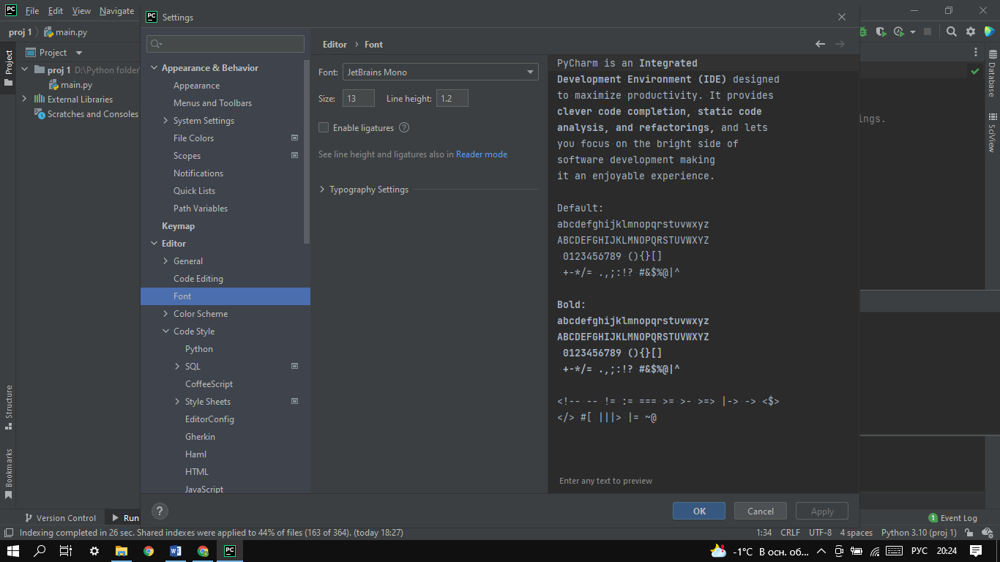 PC File Edit View Navigate
PC Settings
proj 1 main.py
Project
proj 1 D:\Python folder
main.py
External Libraries
Scratches and Consoles
Project
Structure
Bookmarks
Appearance & Behavior
Appearance
Menus and Toolbars
System Settings
File Colors
Scopes
Notifications
Quick Lists
Path Variables
Keymap
Editor
General
Code Editing
Font
Color Scheme
Code Style
Python
SQL
CoffeeScript
Style Sheets
EditorConfig
Gherkin
Haml
HTML
JavaScript
Editor › Font
Font: JetBrains Mono
Size: 13 Line height: 1.2
Enable ligatures ?
See line height and ligatures also in Reader mode
Typography Settings
PyCharm is an Integrated
Development Environment (IDE) designed
to maximize productivity. It provides
clever code completion, static code
analysis, and refactorings, and lets
you focus on the bright side of
software development making
it an enjoyable experience.
Default:
abcdefghijklmnopqrstuvwxyz
ABCDEFGHIJKLMNOPQRSTUVWXYZ
0123456789 (){}[]
+-*/= .,;:!? #&$%@|^
Bold:
abcdefghijklmnopqrstuvwxyz
ABCDEFGHIJKLMNOPQRSTUVWXYZ
0123456789 (){}[]
+-*/= .,;:!? #&$%@|^
<!-- -- != := === >= >- >=> |-> -> <$>
</> #[ |||> |= ~@
Enter any text to preview
ings.
Database
SciView
? OK Cancel Apply
Version Control Run
1 Event Log
Indexing completed in 26 sec. Shared indexes were applied to 44% of files (163 of 364). (today 18:27) 1:34 CRLF UTF-8 4 spaces Python 3.10 (proj 1)
W PC -1°C В осн. об... РУС 20:24